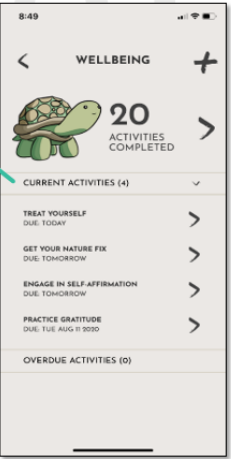 8:49
WELLBEING
20
ACTIVITIES
COMPLETED
CURRENT ACTIVITIES (4)
TREAT YOURSELF
DUE: TODAY
GET YOUR NATURE FIX
DUE: TOMORROW
ENGAGE IN SELF-AFFIRMATION
DUE: TOMORROW
PRACTICE GRATITUDE
DUE: TUE AUG 11 2020
OVERDUE ACTIVITIES (0)